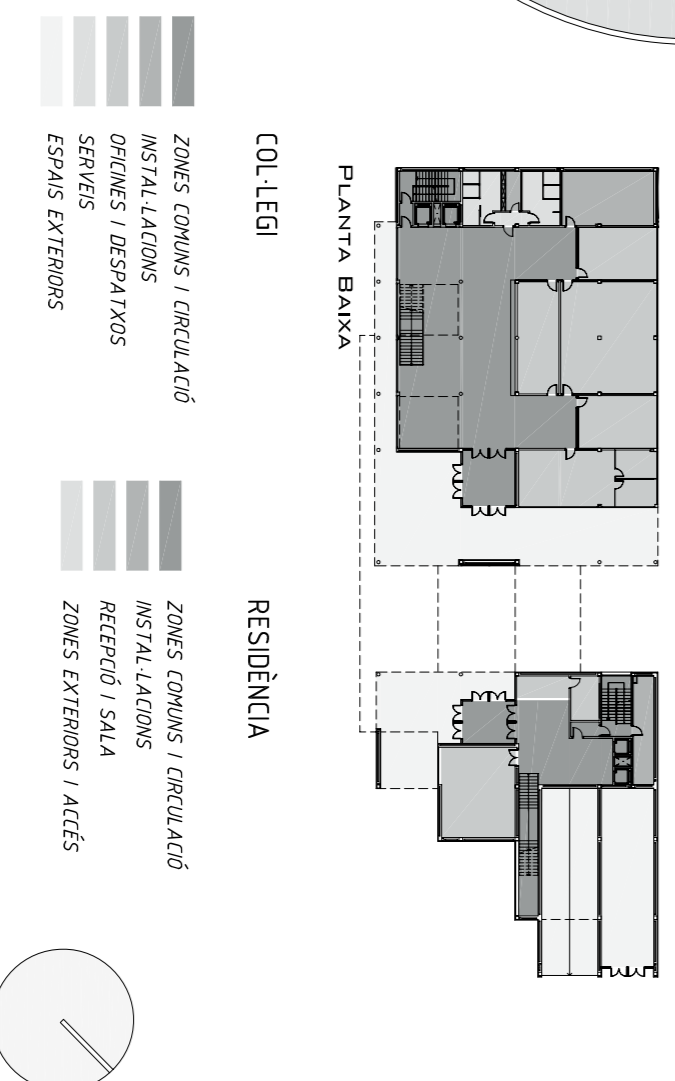 PLANTA BAIXA
COL·LEGI
ZONES COMUNS I CIRCULACIÓ
INSTAL·LACIONS
OFICINES I DESPATXOS
SERVEIS
ESPAIS EXTERIORS
RESIDÈNCIA
ZONES COMUNS I CIRCULACIÓ
INSTAL·LACIONS
RECEPCIÓ I SALA
ZONES EXTERIORS I ACCÉS